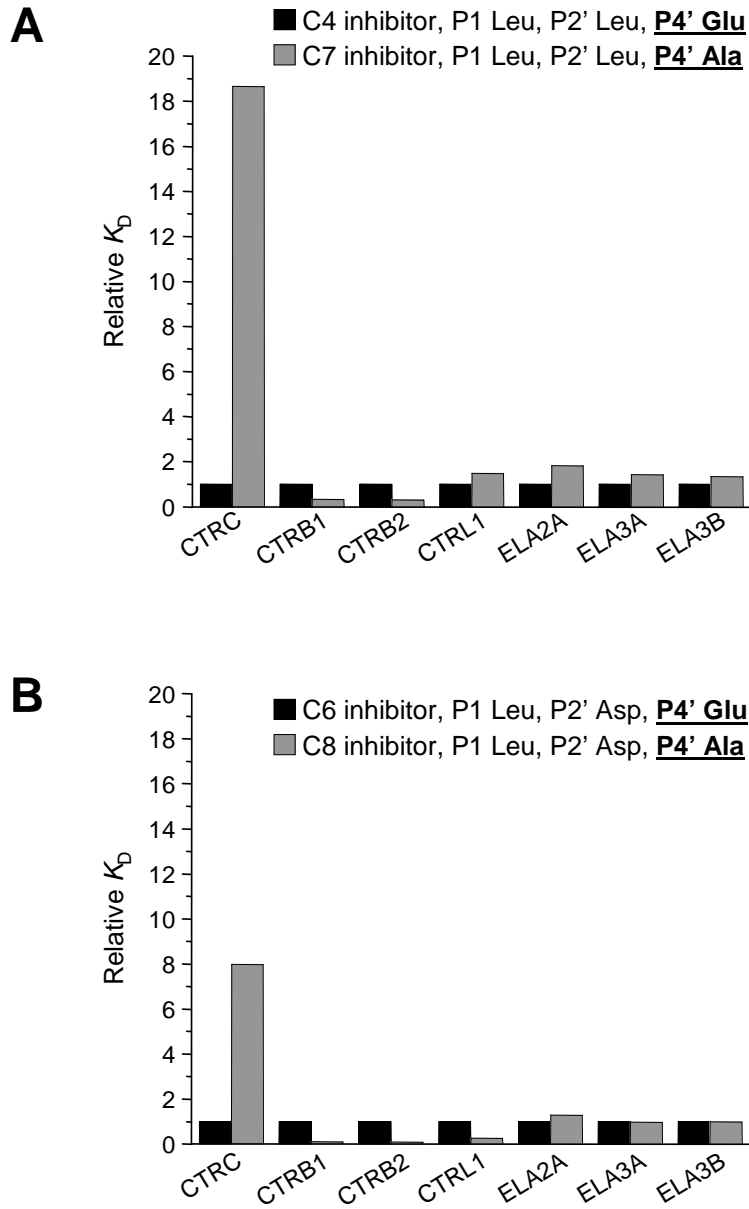 A
C4 inhibitor, P1 Leu, P2' Leu, P4' Glu
C7 inhibitor, P1 Leu, P2' Leu, P4' Ala
20
18
16
14
12
10
8
6
4
2
0
Relative KD
CTRC
CTRB1
CTRB2
CTRL1
ELA2A
ELA3A
ELA3B
B
C6 inhibitor, P1 Leu, P2' Asp, P4' Glu
C8 inhibitor, P1 Leu, P2' Asp, P4' Ala
20
18
16
14
12
10
8
6
4
2
0
Relative KD
CTRC
CTRB1
CTRB2
CTRL1
ELA2A
ELA3A
ELA3B